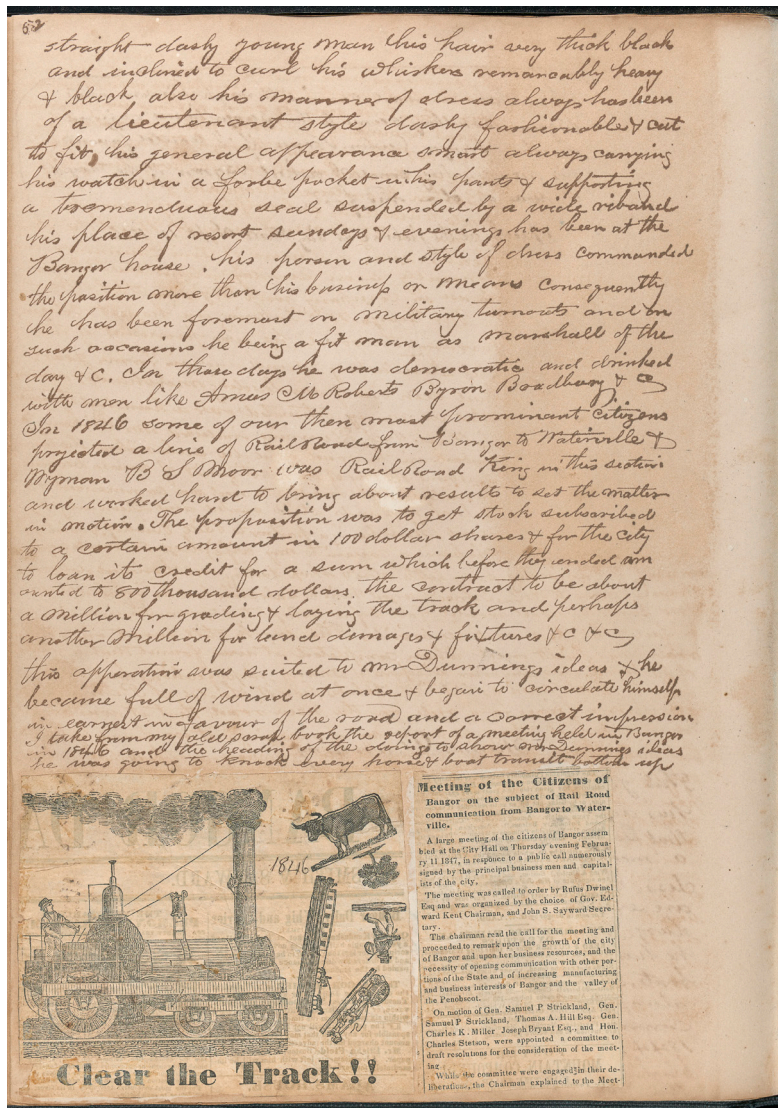 52
straight dashy young man his hair very thick black
and inclined to curl his whiskers remarcably heavy
& black also his manner of dress always has been
of a lieutenant style dashy fashionable & cut
to fit, his general appearance smart always carrying
his watch in a forbe pocket in his pants & supporting
a tremenduous seal suspended by a wide riband
his place of resort sundays & evenings has been at the
Bangor house, his person and style of dress commanded
the position more than his business or means consequently
he has been foremost on military turnouts and on
such occasions he being a fit man as marshall of the
day &C. In those days he was democratic and drinked
with men like Amos M Roberts Byron Bradbury & C
In 1846 some of our then most prominent citizens
projected a line of Rail Road from Bangor to Waterville &
Wyman B S Moor was Rail Road King in this section
and worked hard to bring about results to set the matter
in motion. The proposition was to get stock subscribed
to a certain amount in 100 dollar shares & for the city
to loan its credit for a sum which before they ended am
ounted to 800 thousand dollars, the contract to be about
a million for grading & laying the track and perhaps
another million for land damages & fixtures & C & C
this apperation was suited to mr Dunnings ideas & he
became full of wind at once & began to circulate himself
in earnest in favour of the road and a correct impression
I take from my old scrap book the report of a meeting held in Bangor
in 1846 and the heading of the doings to show mr Dunnings ideas
he was going to knock every horse & boat transit bottom up
1846
Clear the Track!!
Meeting of the Citizens of
Bangor on the subject of Rail Road
communication from Bangor to Water-
ville.
A large meeting of the citizens of Bangor assem
bled at the City Hall on Thursday evening Februa-
ry 11 1847, in responce to a public call numerously
signed by the principal business men and capital-
ists of the city.
The meeting was called to order by Rufus Dwinel
Esq and was organized by the choice of Gov. Ed-
ward Kent Chairman, and John S. Sayward Secre-
tary.
The chairman read the call for the meeting and
proceeded to remark upon the growth of the city
of Bangor and upon her business resources, and the
necessity of opening communication with other por-
tions of the State and of increasing manufacturing
and business interests of Bangor and the valley of
the Penobscot.
On motion of Gen. Samuel P Strickland, Gen.
Samuel P Strickland, Thomas A. Hill Esq. Gen.
Charles K. Miller Joseph Bryant Esq., and Hon.
Charles Stetson, were appointed a committee to
draft resolutions for the consideration of the meet-
ing
While the committee were engaged in their de-
liberation, the Chairman explained to the Meet-